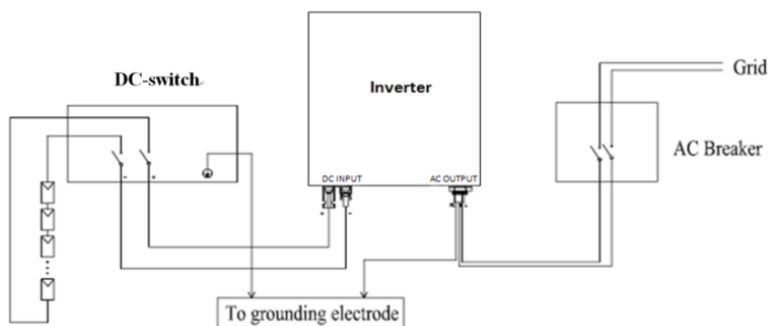 DC-switch
Inverter
Grid
AC Breaker
DC INPUT
AC OUTPUT
- +
+ -
To grounding electrode